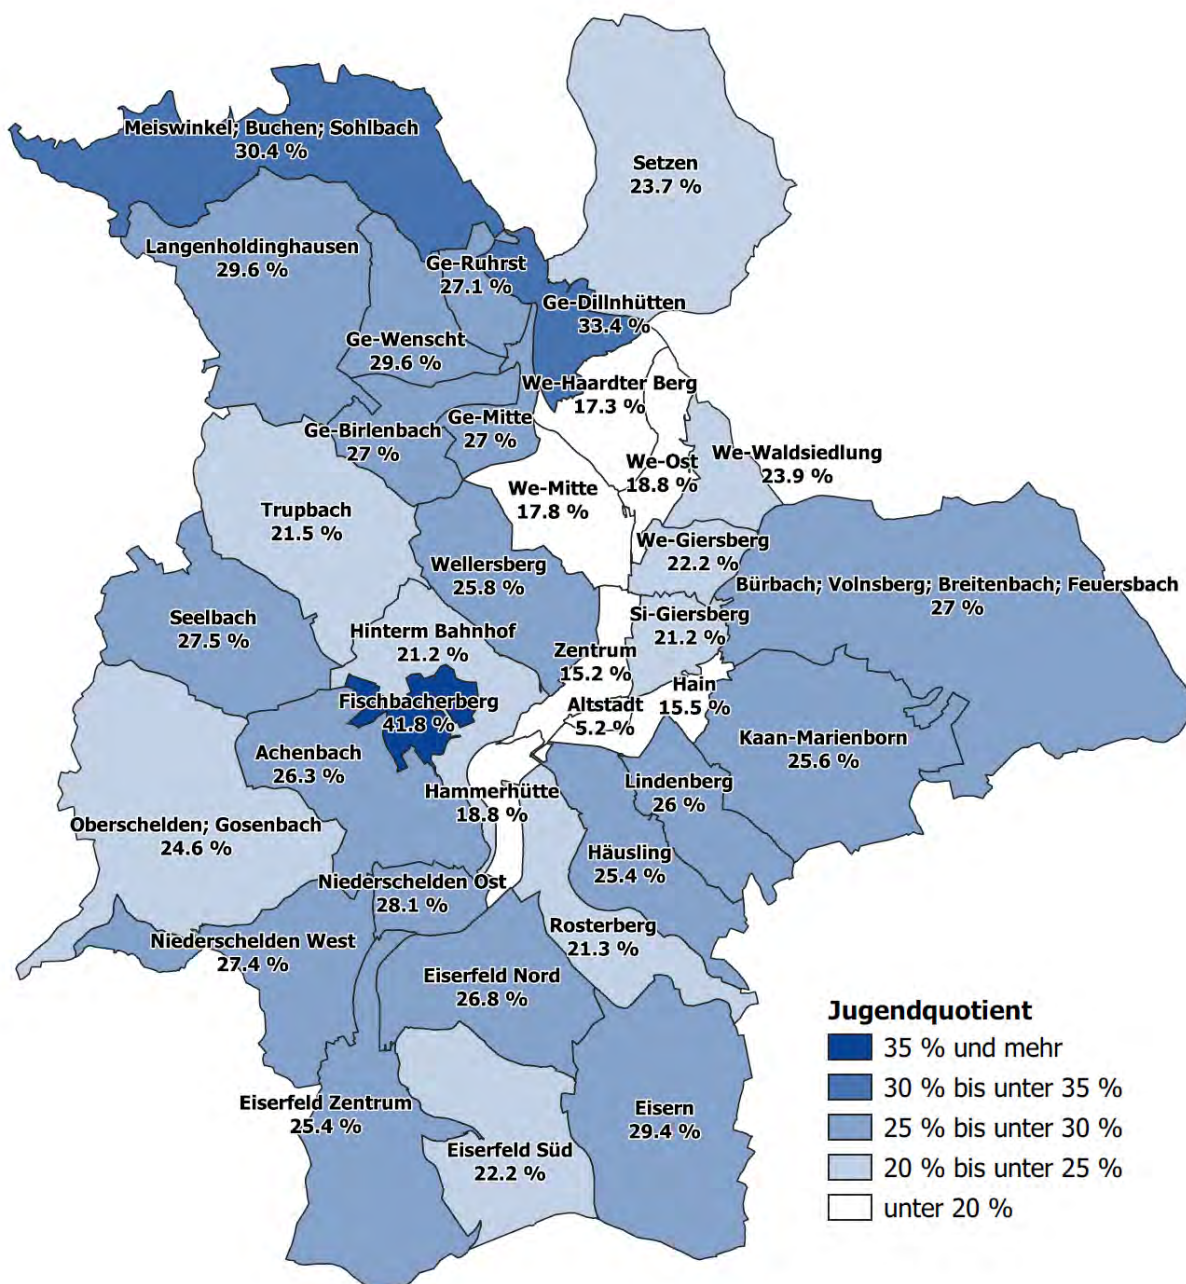 Meiswinkel; Buchen; Sohlbach
30.4 %
Setzen
23.7 %
Langenholdinghausen
29.6 %
Ge-Ruhrst
27.1 %
Ge-Dillnhütten
33.4 %
Ge-Wenscht
29.6 %
We-Haardter Berg
17.3 %
Ge-Mitte
27 %
Ge-Birlenbach
27 %
We-Waldsiedlung
23.9 %
We-Ost
18.8 %
We-Mitte
17.8 %
Trupbach
21.5 %
We-Giersberg
22.2 %
Wellersberg
25.8 %
Bürbach; Volnsberg; Breitenbach; Feuersbach
27 %
Seelbach
27.5 %
Si-Giersberg
21.2 %
Hinterm Bahnhof
21.2 %
Zentrum
15.2 %
Hain
15.5 %
Fischbacherberg
41.8 %
Altstadt
5.2 %
Kaan-Marienborn
25.6 %
Achenbach
26.3 %
Lindenberg
26 %
Hammerhütte
18.8 %
Oberschelden; Gosenbach
24.6 %
Häusling
25.4 %
Niederschelden Ost
28.1 %
Rosterberg
21.3 %
Niederschelden West
27.4 %
Eiserfeld Nord
26.8 %
Eiserfeld Zentrum
25.4 %
Eisern
29.4 %
Eiserfeld Süd
22.2 %
Jugendquotient
35 % und mehr
30 % bis unter 35 %
25 % bis unter 30 %
20 % bis unter 25 %
unter 20 %